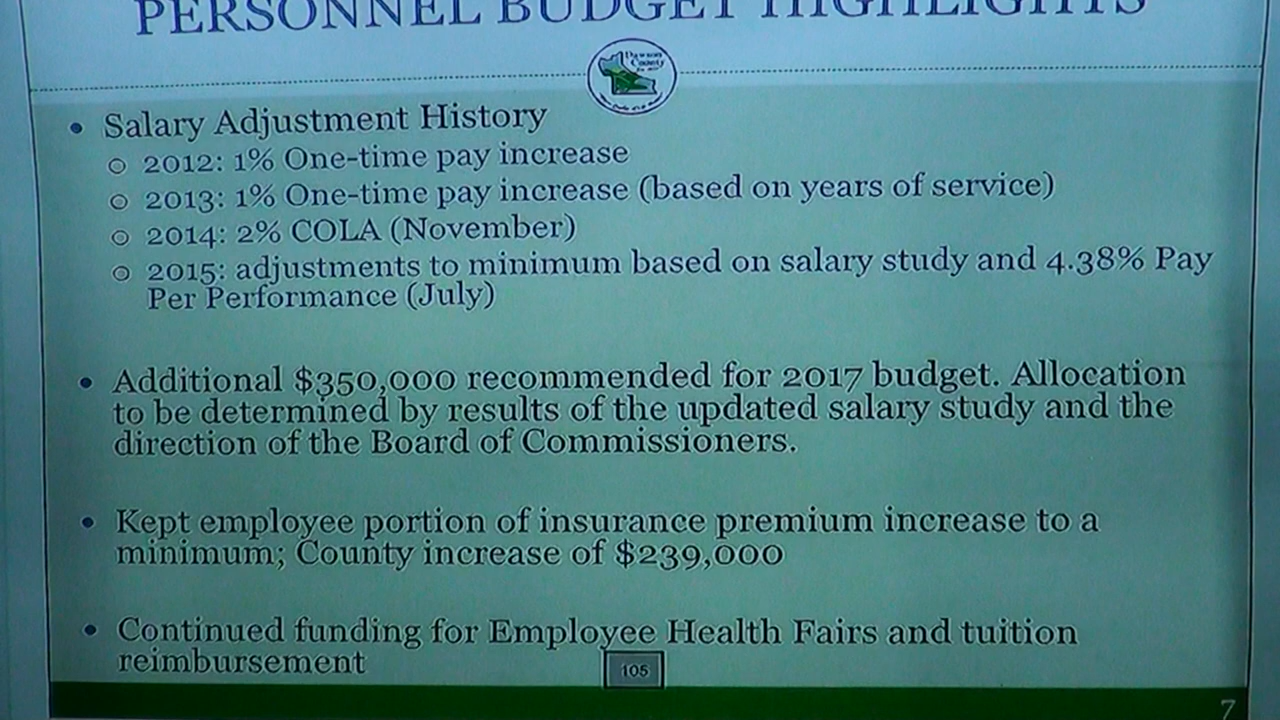 PERSONNEL BUDGET HIGHLIGHTS
Dawson
County
• Salary Adjustment History
○ 2012: 1% One-time pay increase
○ 2013: 1% One-time pay increase (based on years of service)
○ 2014: 2% COLA (November)
○ 2015: adjustments to minimum based on salary study and 4.38% Pay
Per Performance (July)
• Additional $350,000 recommended for 2017 budget. Allocation
to be determined by results of the updated salary study and the
direction of the Board of Commissioners.
• Kept employee portion of insurance premium increase to a
minimum; County increase of $239,000
• Continued funding for Employee Health Fairs and tuition
reimbursement
105
7